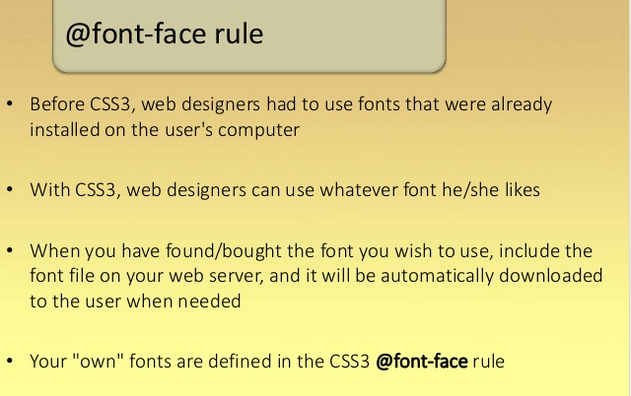 @font-face rule
• Before CSS3, web designers had to use fonts that were already
installed on the user's computer
• With CSS3, web designers can use whatever font he/she likes
• When you have found/bought the font you wish to use, include the
font file on your web server, and it will be automatically downloaded
to the user when needed
• Your "own" fonts are defined in the CSS3 @font-face rule